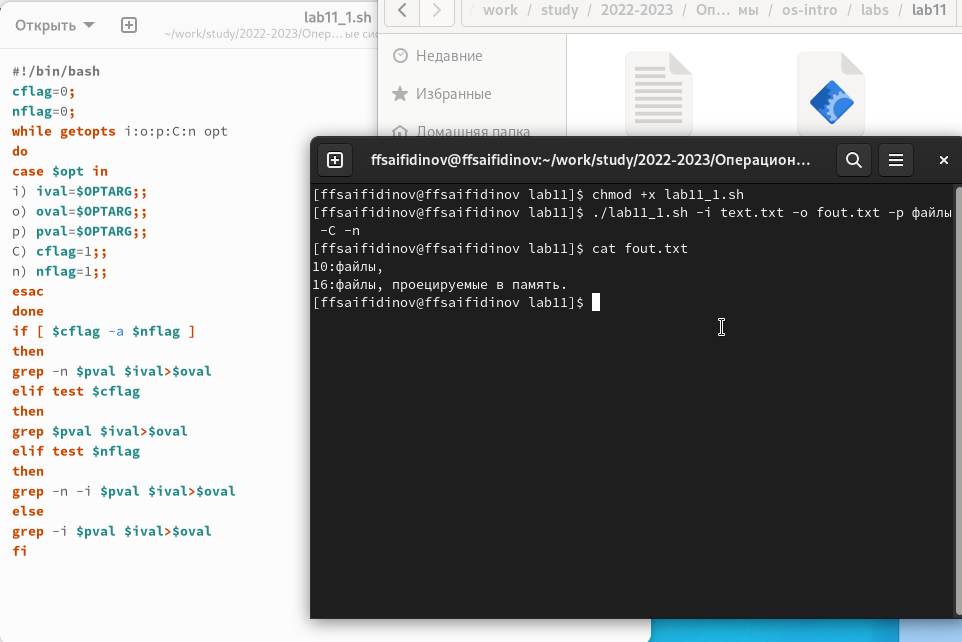 Открыть
lab11_1.sh
~/work/study/2022-2023/Опер...ые сис
#!/bin/bash
cflag=0;
nflag=0;
while getopts i:o:p:C:n opt
do
case $opt in
i) ival=$OPTARG;;
o) oval=$OPTARG;;
p) pval=$OPTARG;;
C) cflag=1;;
n) nflag=1;;
esac
done
if [ $cflag -a $nflag ]
then
grep -n $pval $ival>$oval
elif test $cflag
then
grep $pval $ival>$oval
elif test $nflag
then
grep -n -i $pval $ival>$oval
else
grep -i $pval $ival>$oval
fi
work / study / 2022-2023 / Оп... мы / os-intro / labs / lab11
Недавние
Избранные
Домашняя папка
ffsaifidinov@ffsaifidinov:~/work/study/2022-2023/Операцион...
[ffsaifidinov@ffsaifidinov lab11]$ chmod +x lab11_1.sh
[ffsaifidinov@ffsaifidinov lab11]$ ./lab11_1.sh -i text.txt -o fout.txt -p файлы
-C -n
[ffsaifidinov@ffsaifidinov lab11]$ cat fout.txt
10:файлы,
16:файлы, проецируемые в память.
[ffsaifidinov@ffsaifidinov lab11]$